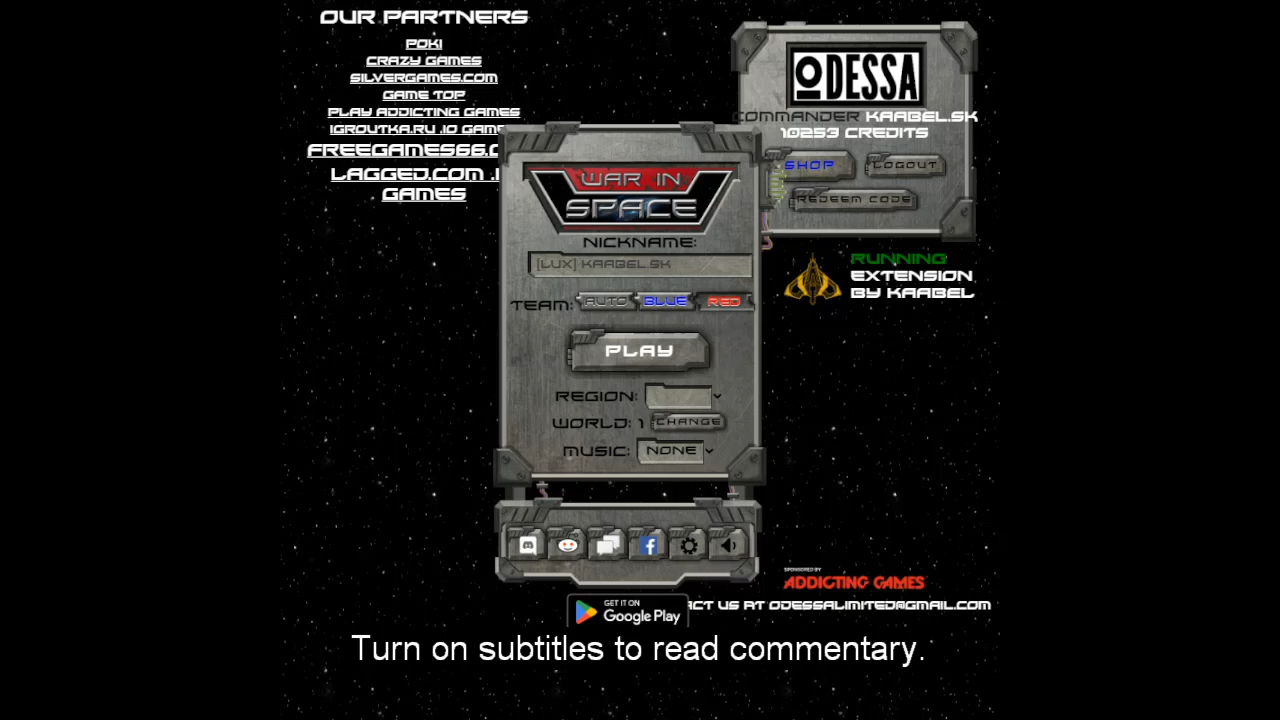 OUR PARTNERS
POKI
CRAZY GAMES
SILVERGAMES.COM
GAME TOP
PLAY ADDICTING GAMES
IGROUTKA.RU .IO GAME
FREEGAMES66.C
LAGGED.COM .I
GAMES
ODESSA
COMMANDER KAABEL.SK
10253 CREDITS
SHOP
LOGOUT
REDEEM CODE
RUNNING
EXTENSION
BY KAABEL
WAR IN
SPACE
NICKNAME:
[LUX] KAABEL.SK
TEAM: AUTO BLUE RED
PLAY
REGION:
WORLD: 1 CHANGE
MUSIC: NONE
SPONSORED BY
ADDICTING GAMES
GET IT ON
Google Play
ACT US AT ODESSALIMITED@GMAIL.COM
Turn on subtitles to read commentary.